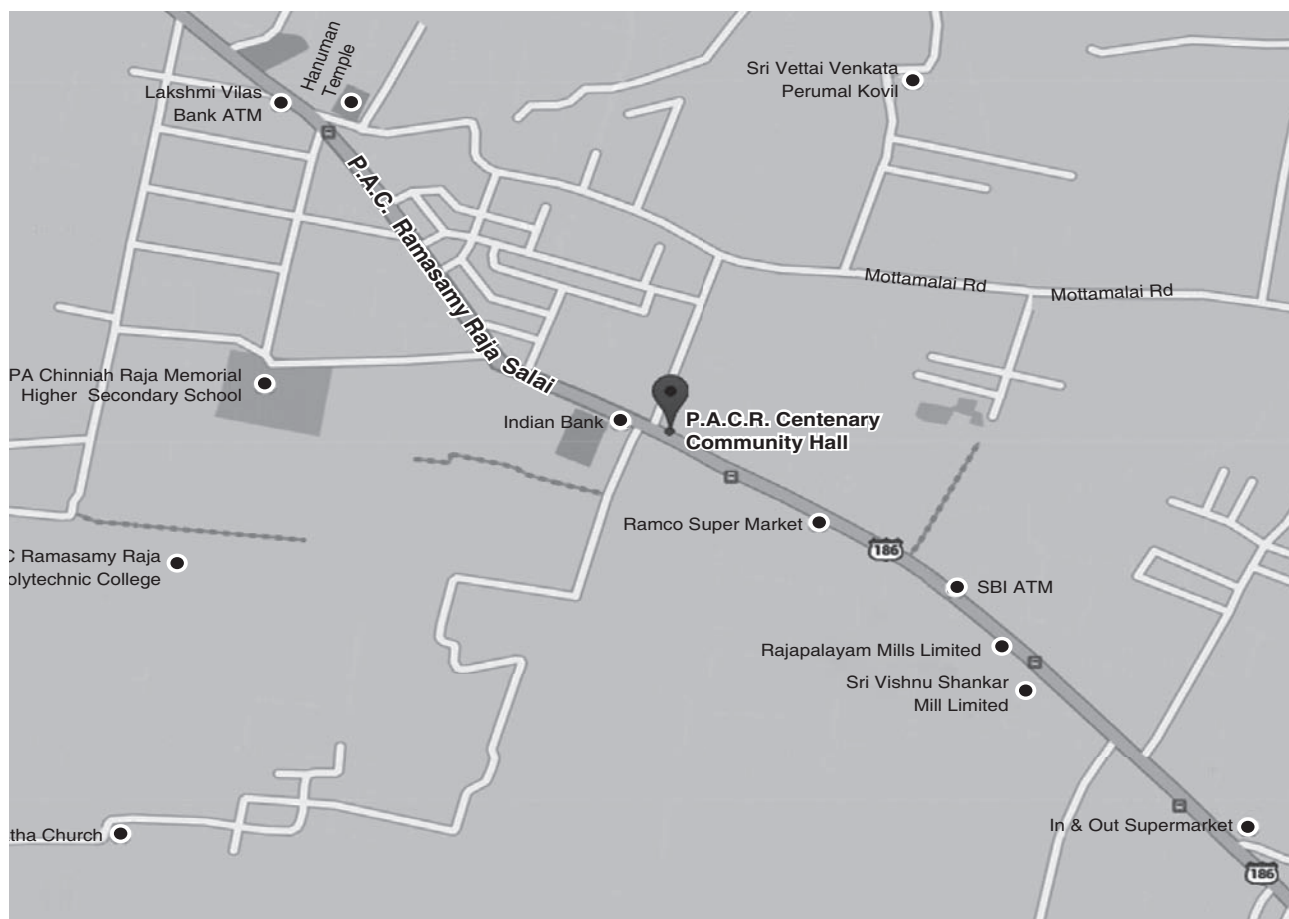 Hanuman
Temple
Lakshmi Vilas
Bank ATM
Sri Vettai Venkata
Perumal Kovil
P.A.C. Ramasamy Raja Salai
Mottamalai Rd
Mottamalai Rd
PA Chinniah Raja Memorial
Higher Secondary School
Indian Bank
P.A.C.R. Centenary
Community Hall
Ramco Super Market
186
C Ramasamy Raja
olytechnic College
SBI ATM
Rajapalayam Mills Limited
Sri Vishnu Shankar
Mill Limited
tha Church
In & Out Supermarket
186